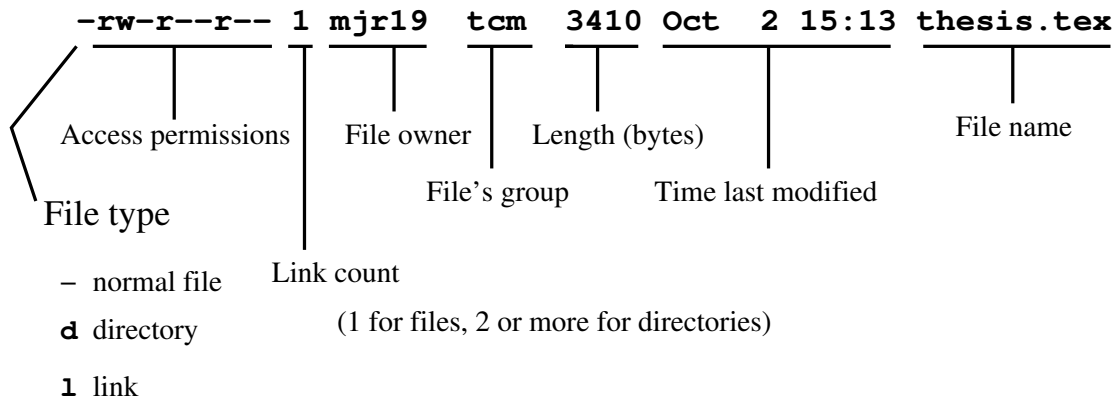 -rw-r--r-- 1 mjr19 tcm 3410 Oct 2 15:13 thesis.tex
Access permissions File owner Length (bytes) File name
File's group Time last modified
File type
Link count
– normal file
(1 for files, 2 or more for directories)
d directory
l link